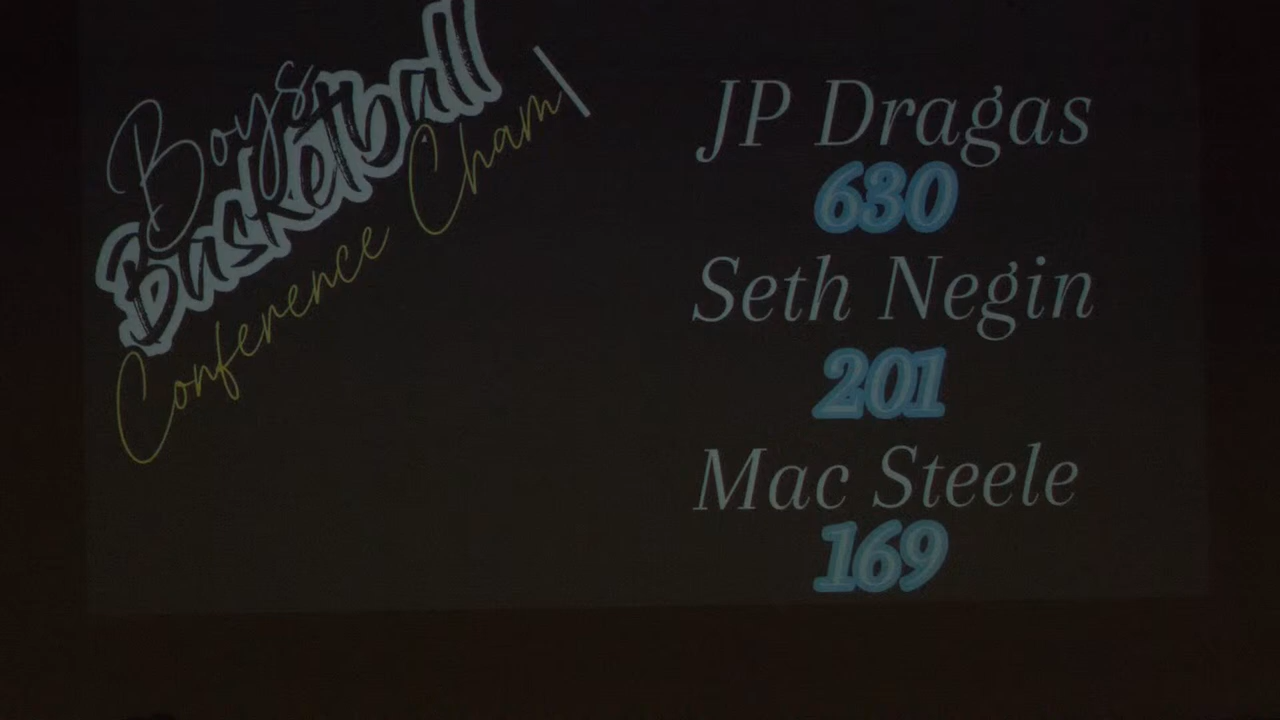 Boys
Basketball
Conference Cham
JP Dragas
630
Seth Negin
201
Mac Steele
169